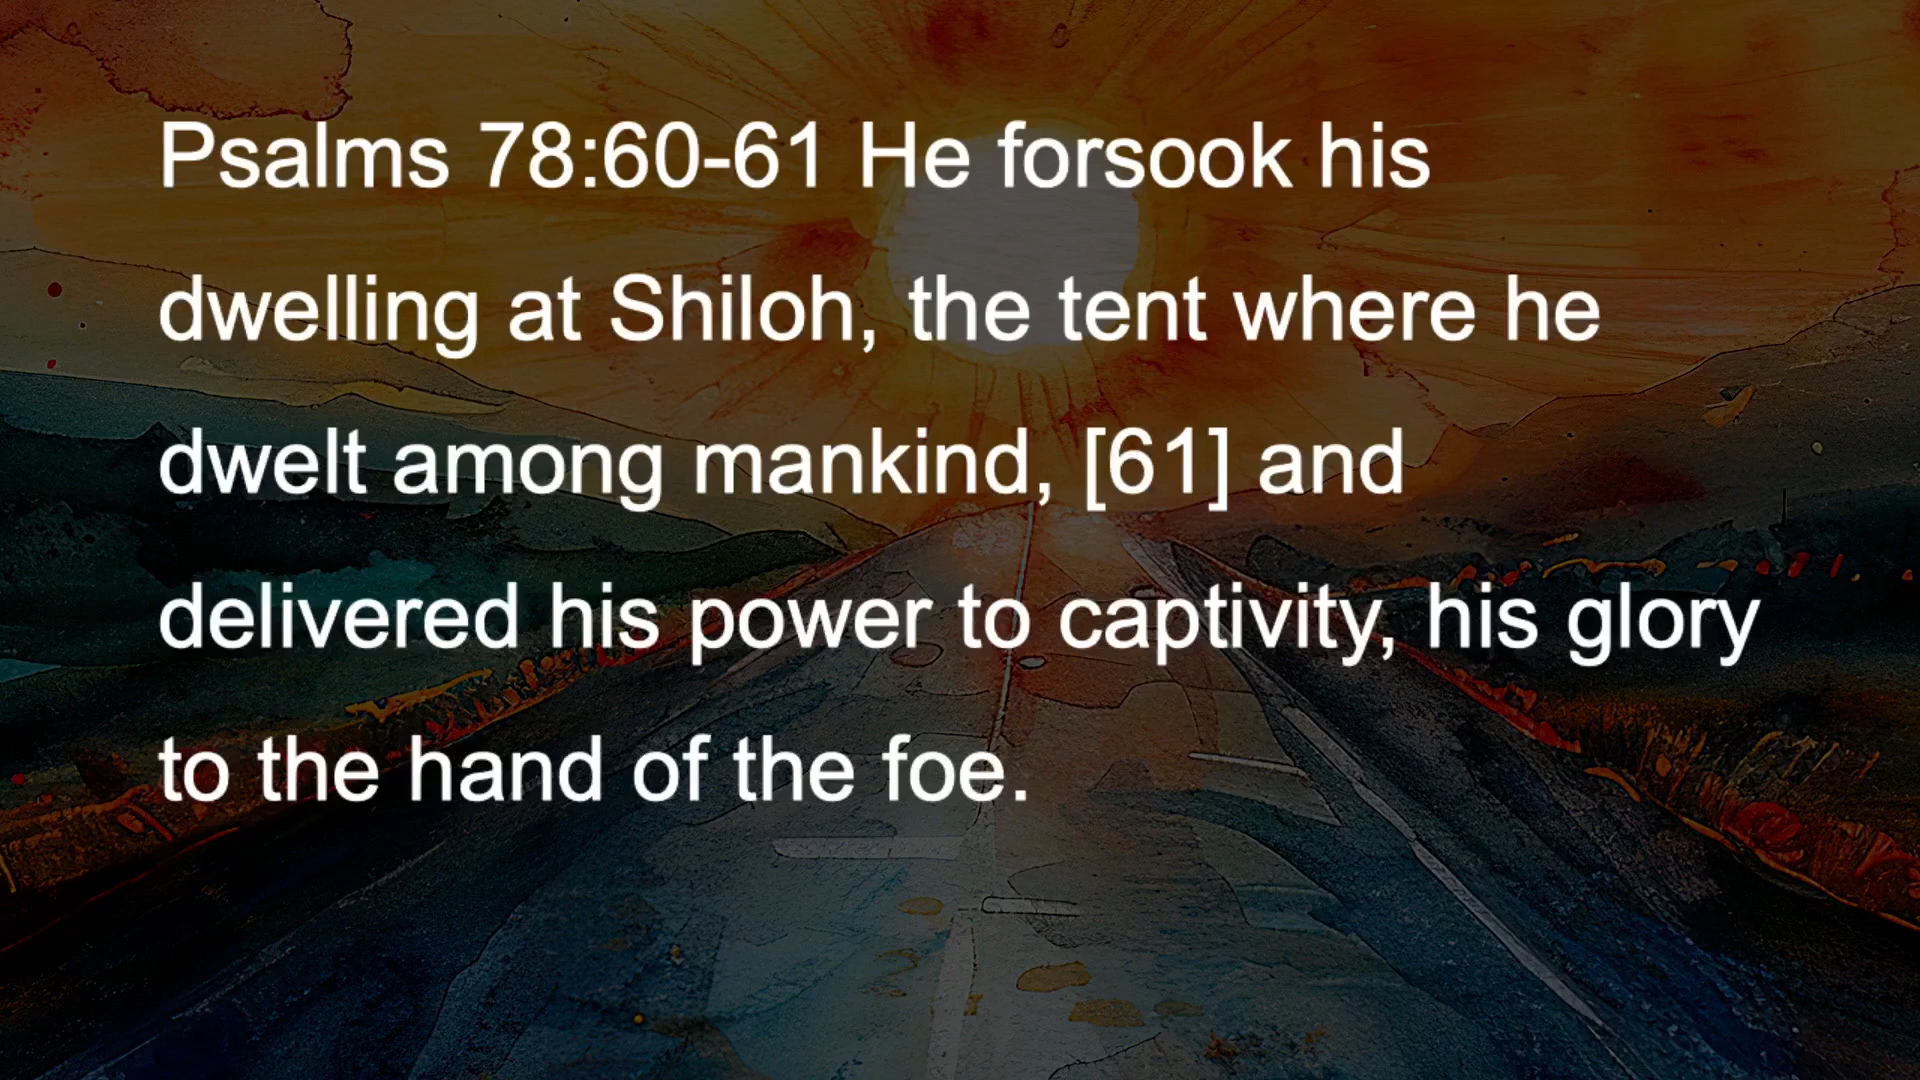 Psalms 78:60-61 He forsook his
dwelling at Shiloh, the tent where he
dwelt among mankind, [61] and
delivered his power to captivity, his glory
to the hand of the foe.